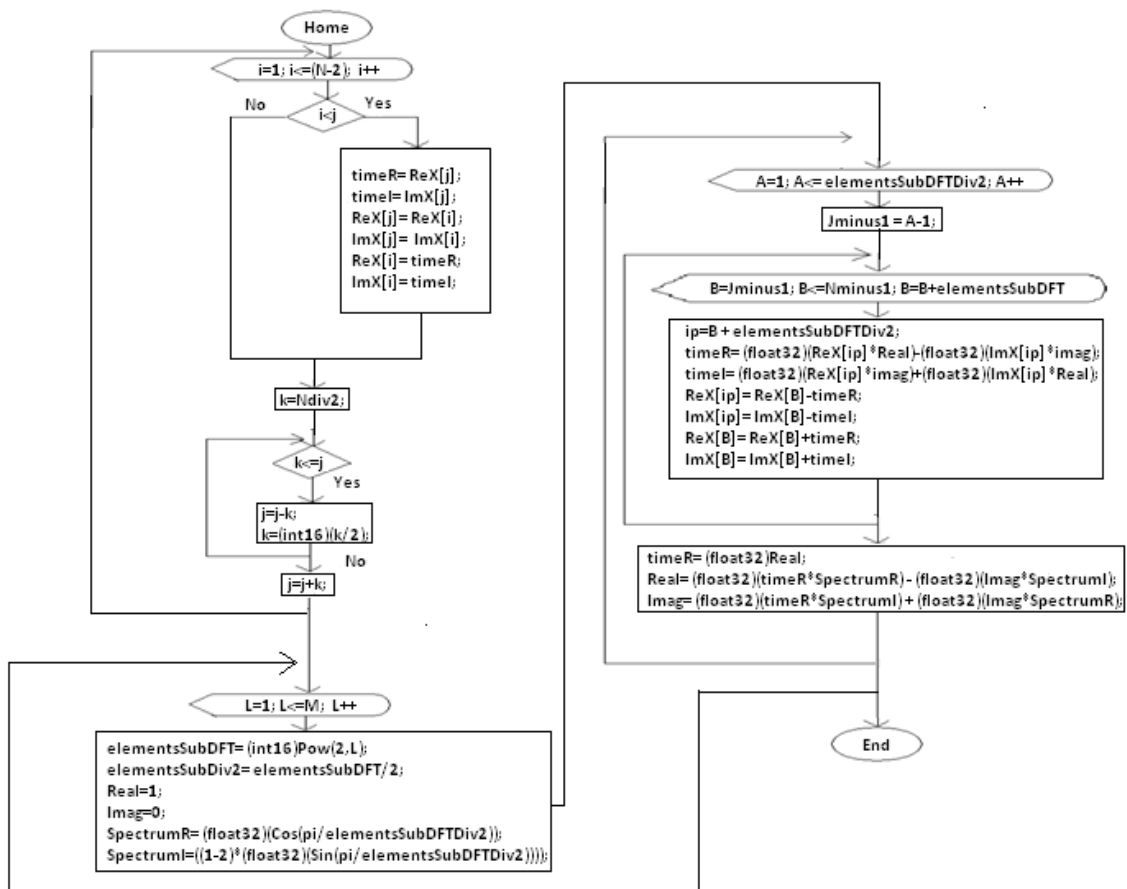 Home
i=1; i<=(N-2); i++
No
Yes
i<j
timeR= ReX[j];
timeI= ImX[j];
ReX[j]= ReX[i];
ImX[j]= ImX[i];
ReX[i]= timeR;
ImX[i]= timeI;
k=Ndiv2;
k<=j
Yes
j=j-k;
k=(int16)(k/2);
No
j=j+k;
L=1; L<=M; L++
elementsSubDFT= (int16)Pow(2,L);
elementsSubDiv2= elementsSubDFT/2;
Real=1;
Imag=0;
SpectrumR= (float32)(Cos(pi/elementsSubDFTDiv2));
SpectrumI=((1-2)*(float32)(Sin(pi/elementsSubDFTDiv2))));
A=1; A<= elementsSubDFTDiv2; A++
Jminus1 = A-1;
B=Jminus1; B<=Nminus1; B=B+elementsSubDFT
ip=B + elementsSubDFTDiv2;
timeR= (float32)(ReX[ip]*Real)-(float32)(ImX[ip]*imag);
timeI= (float32)(ReX[ip]*imag)+(float32)(ImX[ip]*Real);
ReX[ip]= ReX[B]-timeR;
ImX[ip]= ImX[B]-timeI;
ReX[B]= ReX[B]+timeR;
ImX[B]= ImX[B]+timeI;
timeR= (float32)Real;
Real= (float32)(timeR*SpectrumR)- (float32)(Imag*SpectrumI);
Imag= (float32)(timeR*SpectrumI)+ (float32)(Imag*SpectrumR);
End